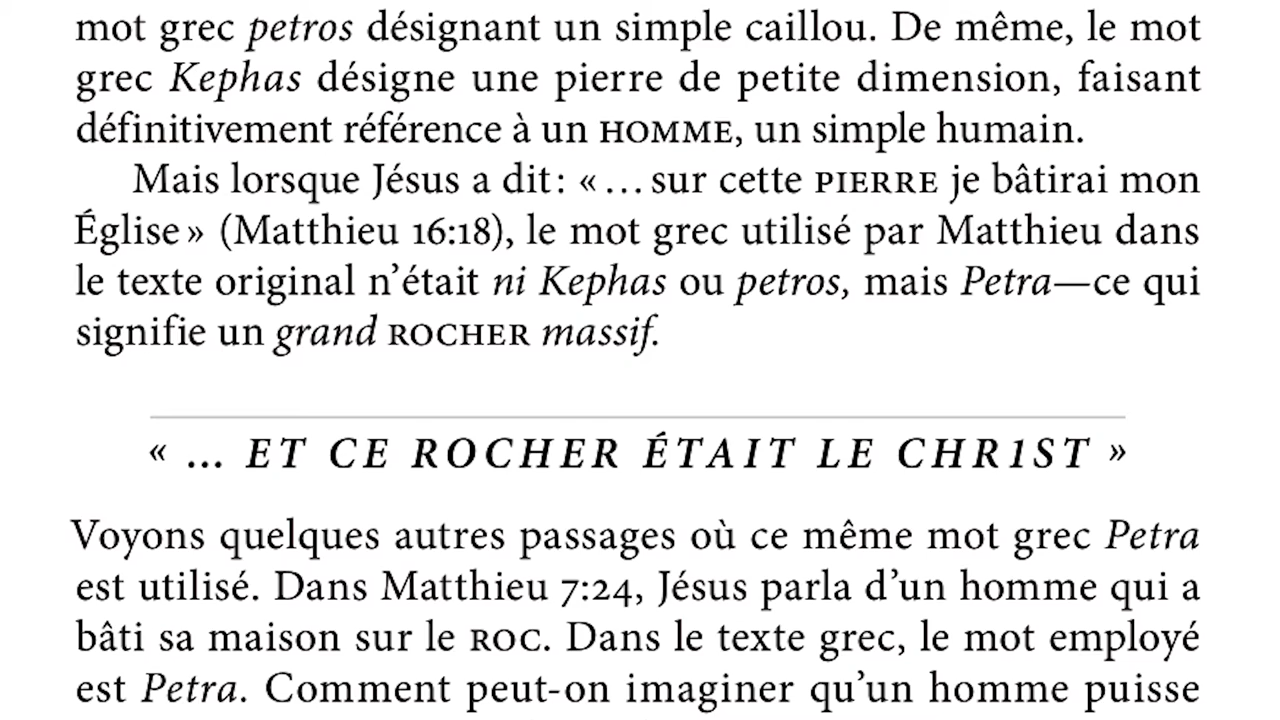 mot grec petros désignant un simple caillou. De même, le mot
grec Kephas désigne une pierre de petite dimension, faisant
définitivement référence à un HOMME, un simple humain.
Mais lorsque Jésus a dit : « … sur cette PIERRE je bâtirai mon
Église » (Matthieu 16:18), le mot grec utilisé par Matthieu dans
le texte original n’était ni Kephas ou petros, mais Petra—ce qui
signifie un grand ROCHER massif.
« … ET CE ROCHER ÉTAIT LE CHR1ST »
Voyons quelques autres passages où ce même mot grec Petra
est utilisé. Dans Matthieu 7:24, Jésus parla d’un homme qui a
bâti sa maison sur le ROC. Dans le texte grec, le mot employé
est Petra. Comment peut-on imaginer qu’un homme puisse